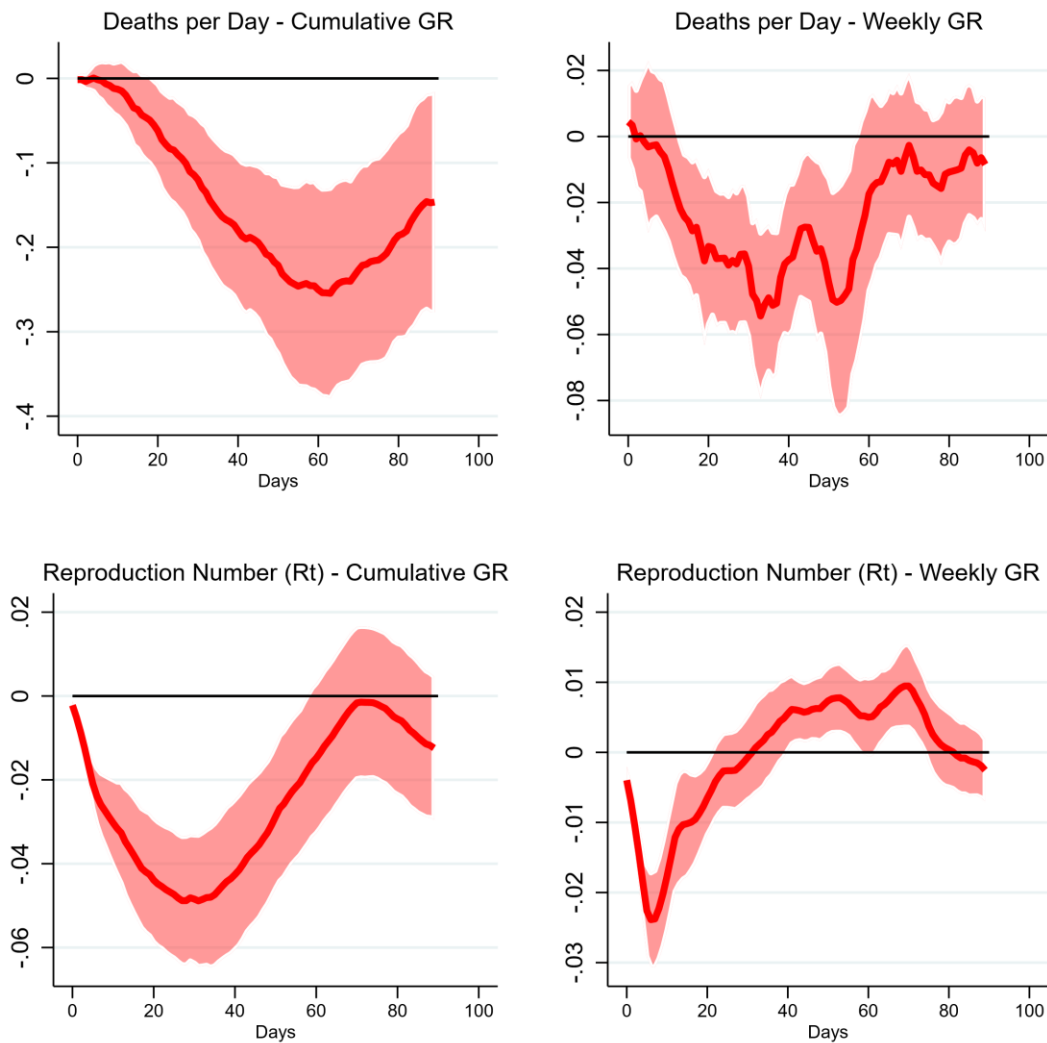 Deaths per Day - Cumulative GR
0
-.1
-.2
-.3
-.4
0 20 40 60 80 100
Days
Deaths per Day - Weekly GR
.02
0
-.02
-.04
-.06
-.08
0 20 40 60 80 100
Days
Reproduction Number (Rt) - Cumulative GR
.02
0
-.02
-.04
-.06
0 20 40 60 80 100
Days
Reproduction Number (Rt) - Weekly GR
.02
.01
0
-.01
-.02
-.03
0 20 40 60 80 100
Days